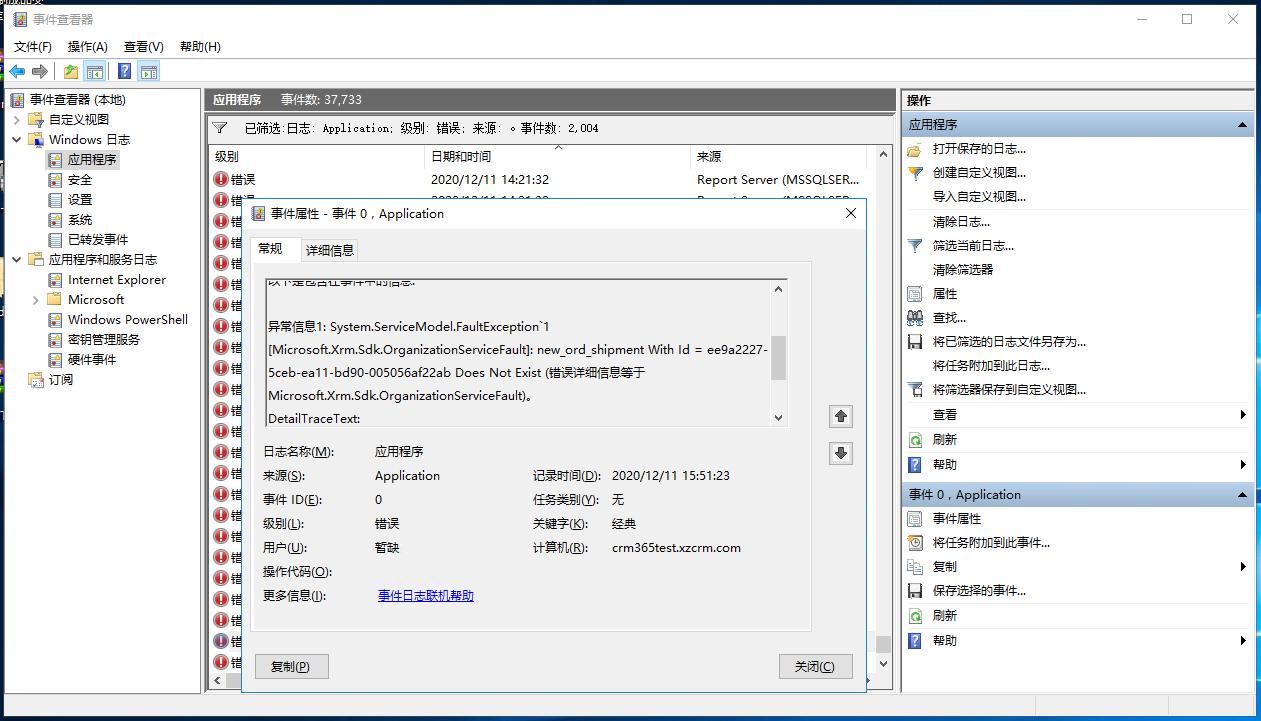 事件查看器
文件(F) 操作(A) 查看(V) 帮助(H)
事件查看器 (本地)
自定义视图
Windows 日志
应用程序
安全
设置
系统
已转发事件
应用程序和服务日志
Internet Explorer
Microsoft
Windows PowerShell
密钥管理服务
硬件事件
订阅
应用程序 事件数: 37,733
已筛选:日志: Application; 级别: 错误; 来源: 。事件数: 2,004
级别 日期和时间 来源
错误 2020/12/11 14:21:32 Report Server (MSSQLSER...
事件属性 - 事件 0，Application
常规 详细信息
以下是包含在事件中的信息:
异常信息1: System.ServiceModel.FaultException`1
[Microsoft.Xrm.Sdk.OrganizationServiceFault]: new_ord_shipment With Id = ee9a2227-
5ceb-ea11-bd90-005056af22ab Does Not Exist (错误详细信息等于
Microsoft.Xrm.Sdk.OrganizationServiceFault)。
DetailTraceText:
日志名称(M): 应用程序
来源(S): Application 记录时间(D): 2020/12/11 15:51:23
事件 ID(E): 0 任务类别(Y): 无
级别(L): 错误 关键字(K): 经典
用户(U): 暂缺 计算机(R): crm365test.xzcrm.com
操作代码(O):
更多信息(I): 事件日志联机帮助
复制(P) 关闭(C)
操作
应用程序
打开保存的日志...
创建自定义视图...
导入自定义视图...
清除日志...
筛选当前日志...
清除筛选器
属性
查找...
将已筛选的日志文件另存为...
将任务附加到此日志...
将筛选器保存到自定义视图...
查看
刷新
帮助
事件 0，Application
事件属性
将任务附加到此事件...
复制
保存选择的事件...
刷新
帮助